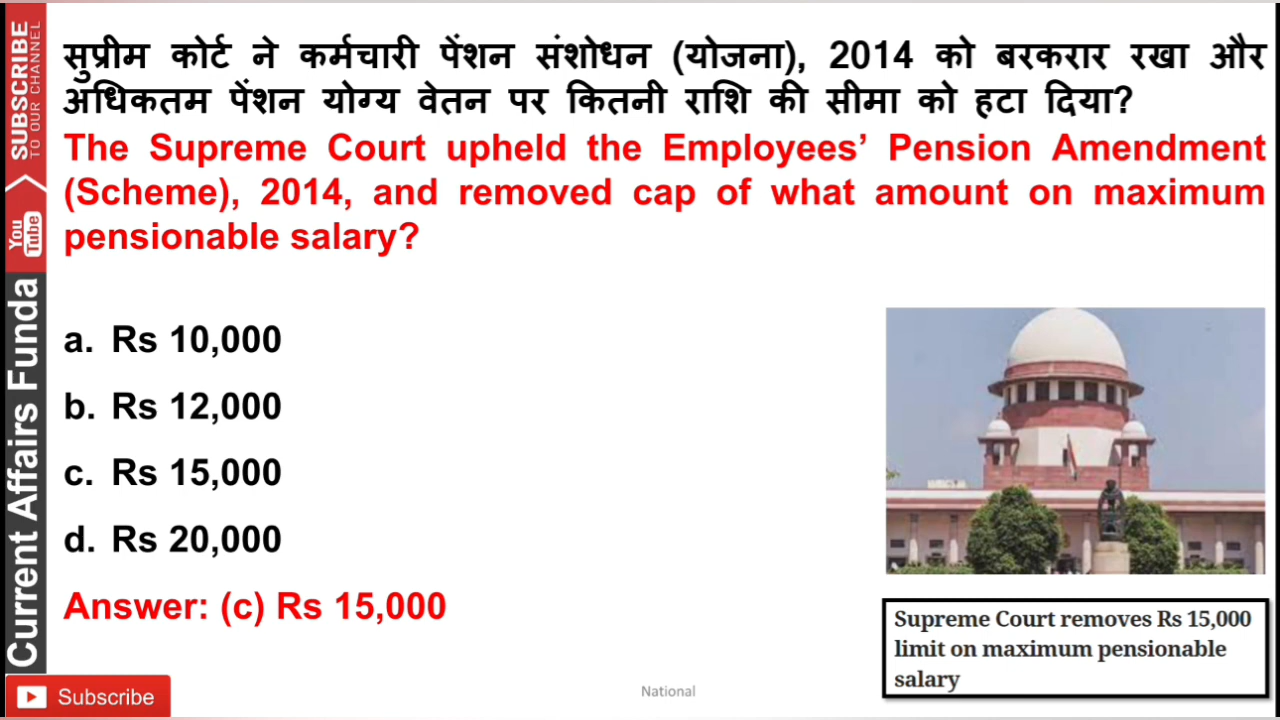 सुप्रीम कोर्ट ने कर्मचारी पेंशन संशोधन (योजना), 2014 को बरकरार रखा और
अधिकतम पेंशन योग्य वेतन पर कितनी राशि की सीमा को हटा दिया?
The Supreme Court upheld the Employees’ Pension Amendment
(Scheme), 2014, and removed cap of what amount on maximum
pensionable salary?
a. Rs 10,000
b. Rs 12,000
c. Rs 15,000
d. Rs 20,000
Answer: (c) Rs 15,000
Supreme Court removes Rs 15,000
limit on maximum pensionable
salary
National
SUBSCRIBE
TO OUR CHANNEL
You
Tube
Current Affairs Funda
Subscribe